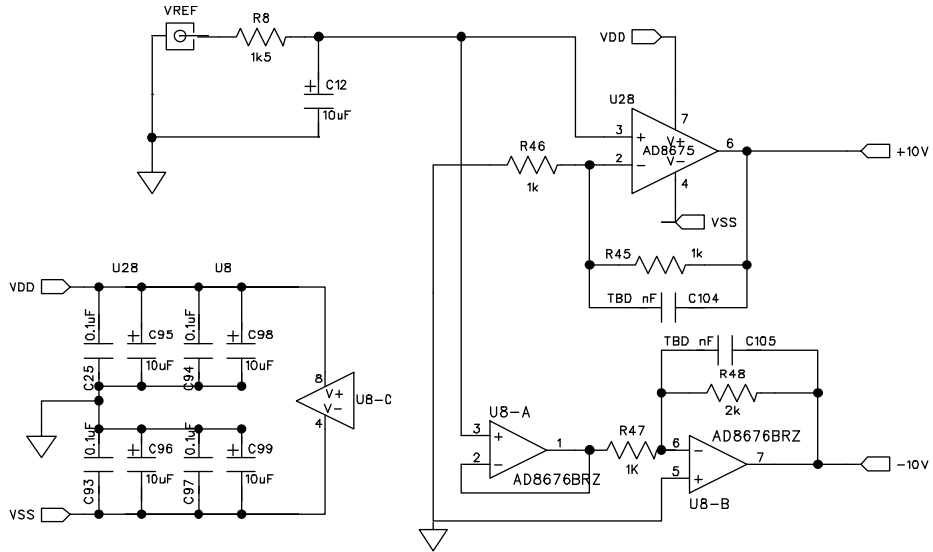 VREF
R8
1k5
+ C12
10uF
VDD
U28
7
3
+
V+
6
+10V
AD8675
2
−
V−
4
VSS
R46
1k
R45
1k
TBD nF
C104
U28
U8
VDD
0.1uF
+ C95
10uF
C25
0.1uF
+ C98
10uF
C94
8
V+
V−
4
U8-C
0.1uF
+ C96
10uF
C93
0.1uF
+ C99
10uF
C97
VSS
TBD nF
C105
R48
2k
U8-A
3
+
1
2
−
AD8676BRZ
R47
1K
AD8676BRZ
6
−
7
5
+
U8-B
-10V